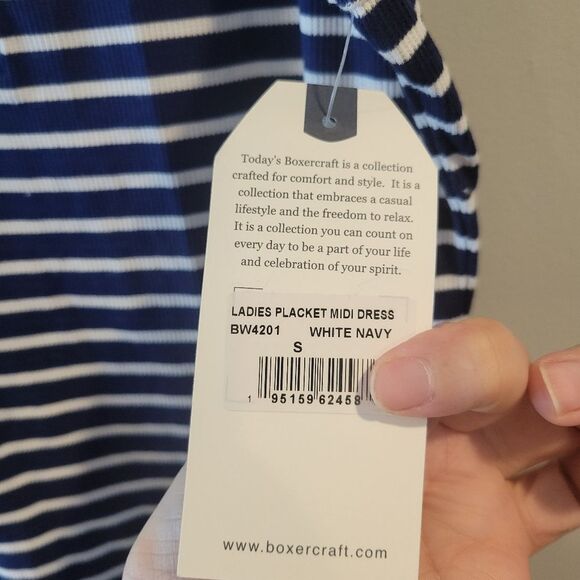 Today's Boxercraft is a collection
crafted for comfort and style. It is a
collection that embraces a casual
lifestyle and the freedom to relax.
It is a collection you can count on
every day to be a part of your life
and celebration of your spirit.
LADIES PLACKET MIDI DRESS
BW4201 WHITE NAVY
S
1 95159 62458
www.boxercraft.com